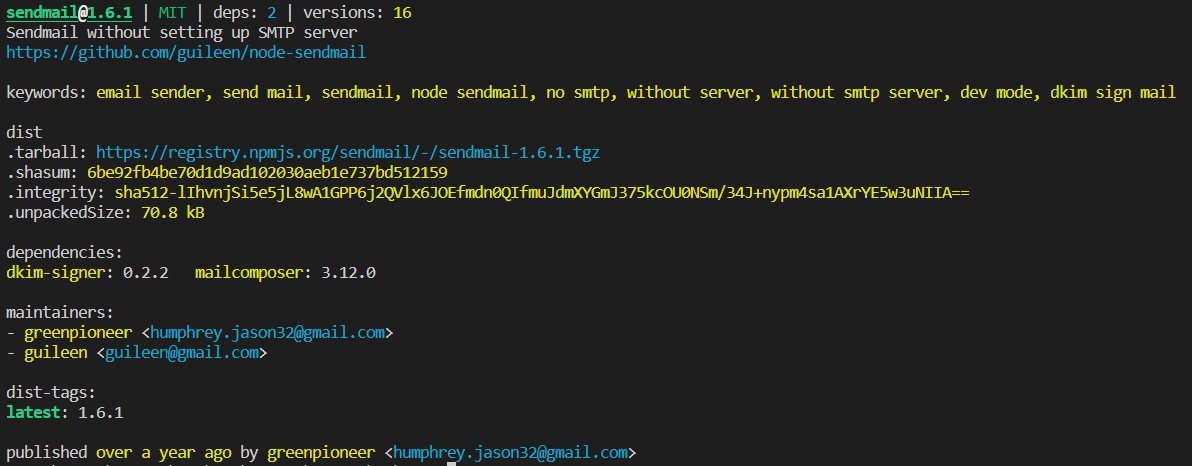 sendmail@1.6.1 | MIT | deps: 2 | versions: 16
Sendmail without setting up SMTP server
https://github.com/guileen/node-sendmail
keywords: email sender, send mail, sendmail, node sendmail, no smtp, without server, without smtp server, dev mode, dkim sign mail
dist
.tarball: https://registry.npmjs.org/sendmail/-/sendmail-1.6.1.tgz
.shasum: 6be92fb4be70d1d9ad102030aeb1e737bd512159
.integrity: sha512-lIhvnjSi5e5jL8wA1GPP6j2QVlx6JOEfmdn0QIfmuJdmXYGmJ375kcOU0NSm/34J+nypm4sa1AXrYE5w3uNIIA==
.unpackedSize: 70.8 kB
dependencies:
dkim-signer: 0.2.2   mailcomposer: 3.12.0
maintainers:
- greenpioneer <humphrey.jason32@gmail.com>
- guileen <guileen@gmail.com>
dist-tags:
latest: 1.6.1
published over a year ago by greenpioneer <humphrey.jason32@gmail.com>